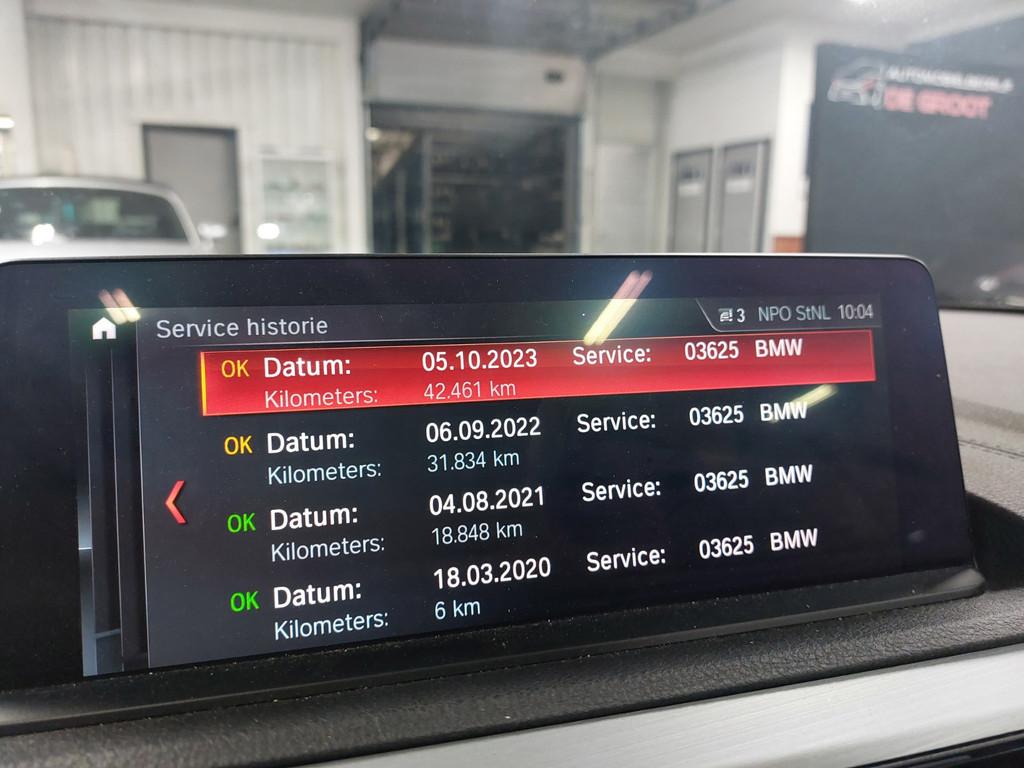 AUTOMOBIELBEDRIJF
DE GROOT
Service historie
3 NPO StNL 10:04
OK Datum: 05.10.2023 Service: 03625 BMW
Kilometers: 42.461 km
OK Datum: 06.09.2022 Service: 03625 BMW
Kilometers: 31.834 km
OK Datum: 04.08.2021 Service: 03625 BMW
Kilometers: 18.848 km
OK Datum: 18.03.2020 Service: 03625 BMW
Kilometers: 6 km